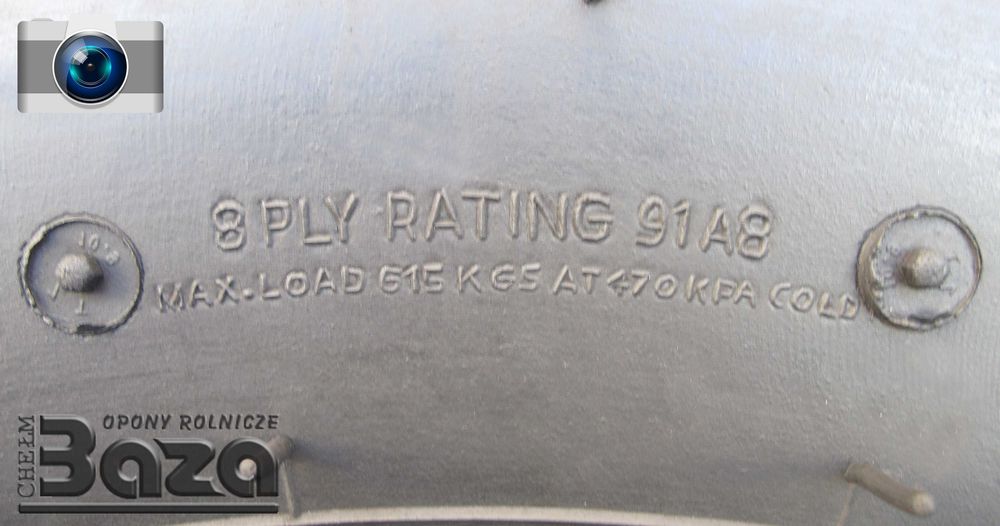 8 PLY RATING 91A8
MAX. LOAD 615 KGS AT 470 KPA COLD
OPONY ROLNICZE
CHEŁM
Baza